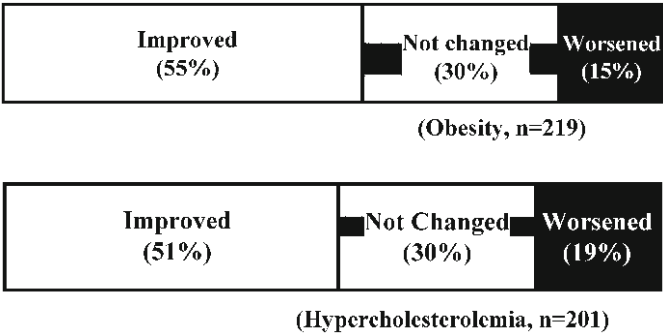 Improved
(55%)
Not changed
(30%)
Worsened
(15%)
(Obesity, n=219)
Improved
(51%)
Not Changed
(30%)
Worsened
(19%)
(Hypercholesterolemia, n=201)